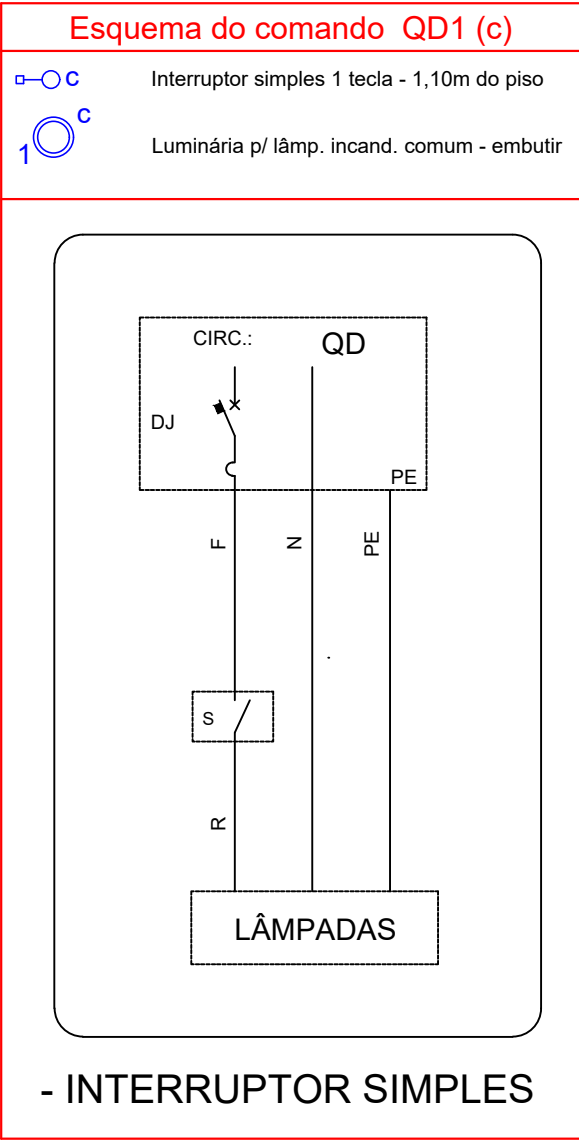 Esquema do comando QD1 (c)
c Interruptor simples 1 tecla - 1,10m do piso
c
1 Luminária p/ lâmp. incand. comum - embutir
CIRC.: QD
DJ
PE
F N PE
S
R
LÂMPADAS
- INTERRUPTOR SIMPLES